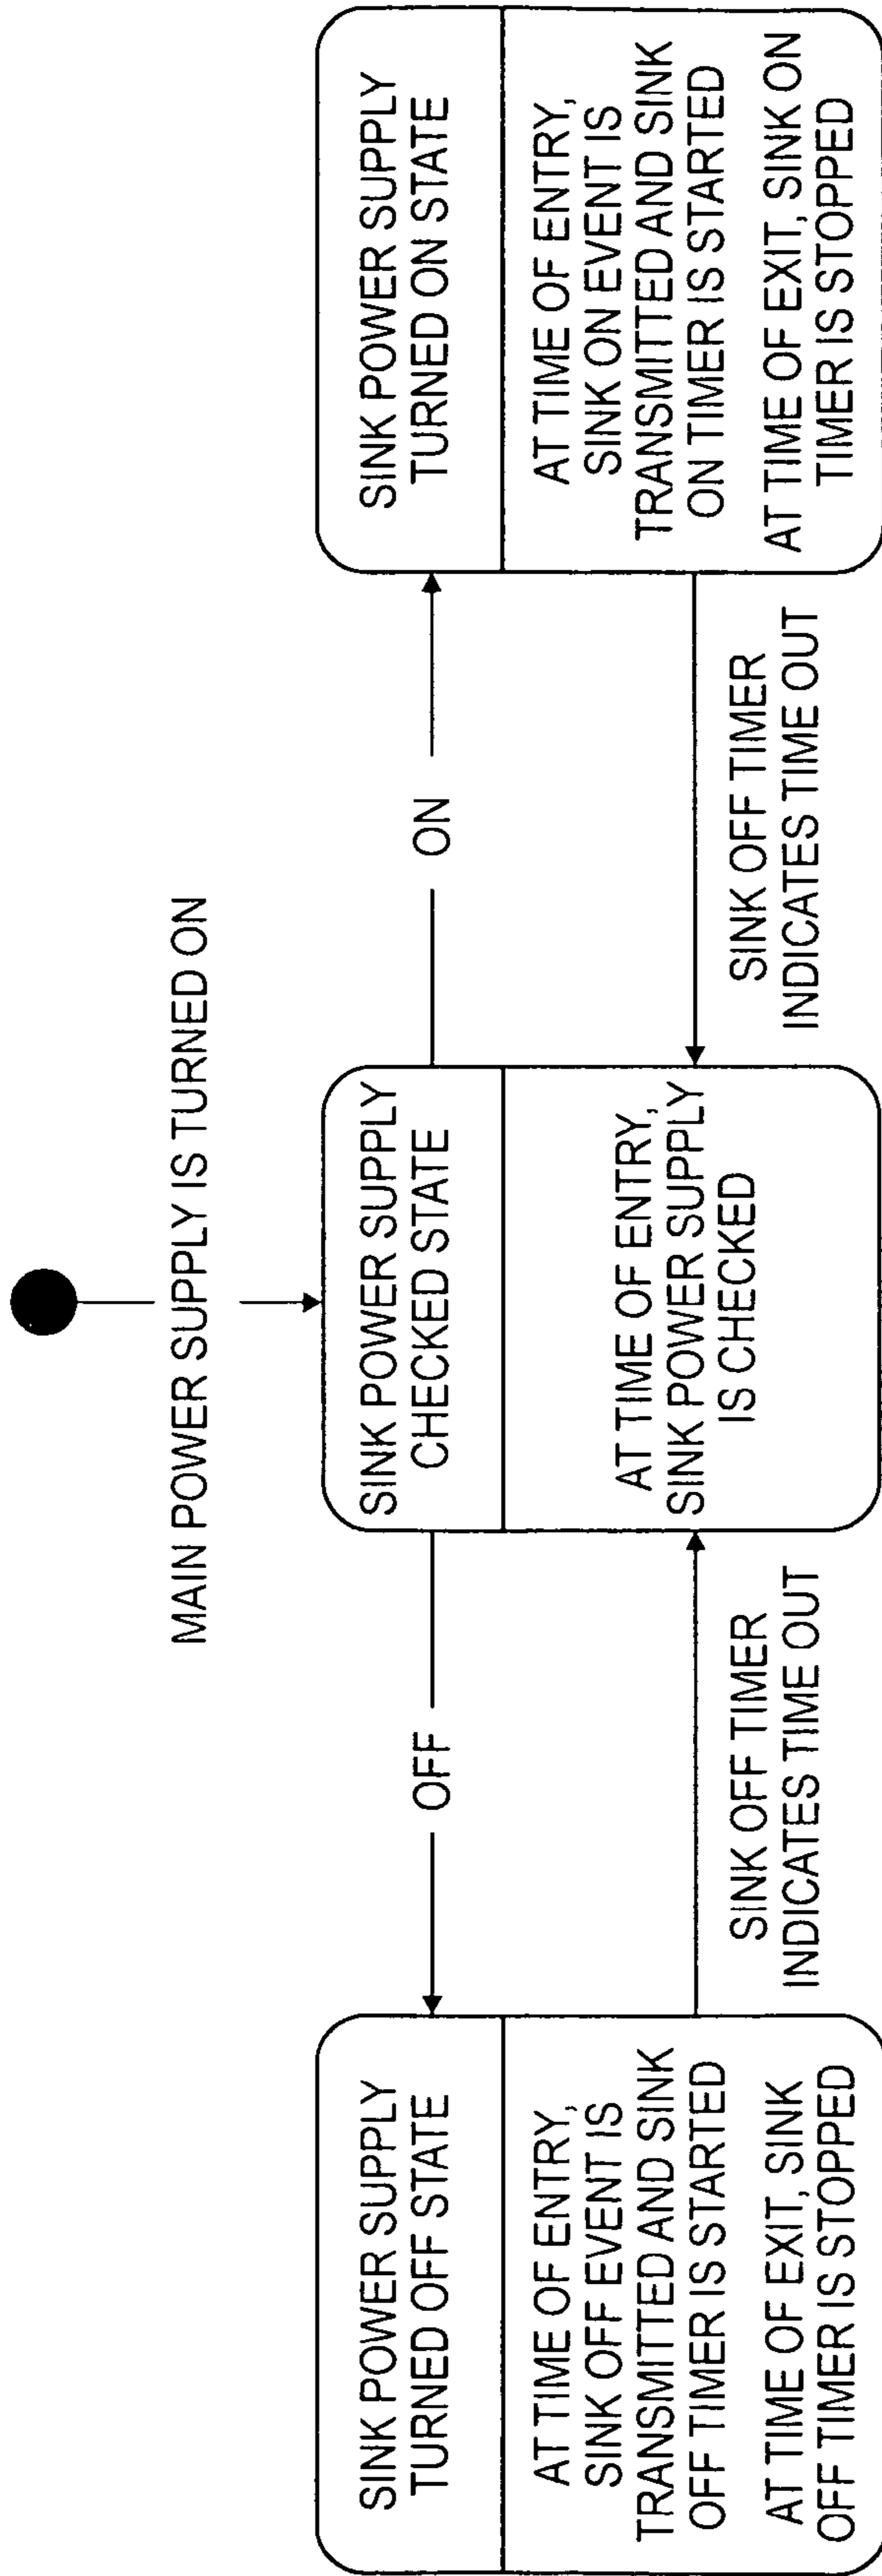 MAIN POWER SUPPLY IS TURNED ON
SINK POWER SUPPLY
TURNED OFF STATE
AT TIME OF ENTRY,
SINK OFF EVENT IS
TRANSMITTED AND SINK
OFF TIMER IS STARTED
AT TIME OF EXIT, SINK
OFF TIMER IS STOPPED
OFF
SINK OFF TIMER
INDICATES TIME OUT
SINK POWER SUPPLY
CHECKED STATE
AT TIME OF ENTRY,
SINK POWER SUPPLY
IS CHECKED
ON
SINK OFF TIMER
INDICATES TIME OUT
SINK POWER SUPPLY
TURNED ON STATE
AT TIME OF ENTRY,
SINK ON EVENT IS
TRANSMITTED AND SINK
ON TIMER IS STARTED
AT TIME OF EXIT, SINK ON
TIMER IS STOPPED